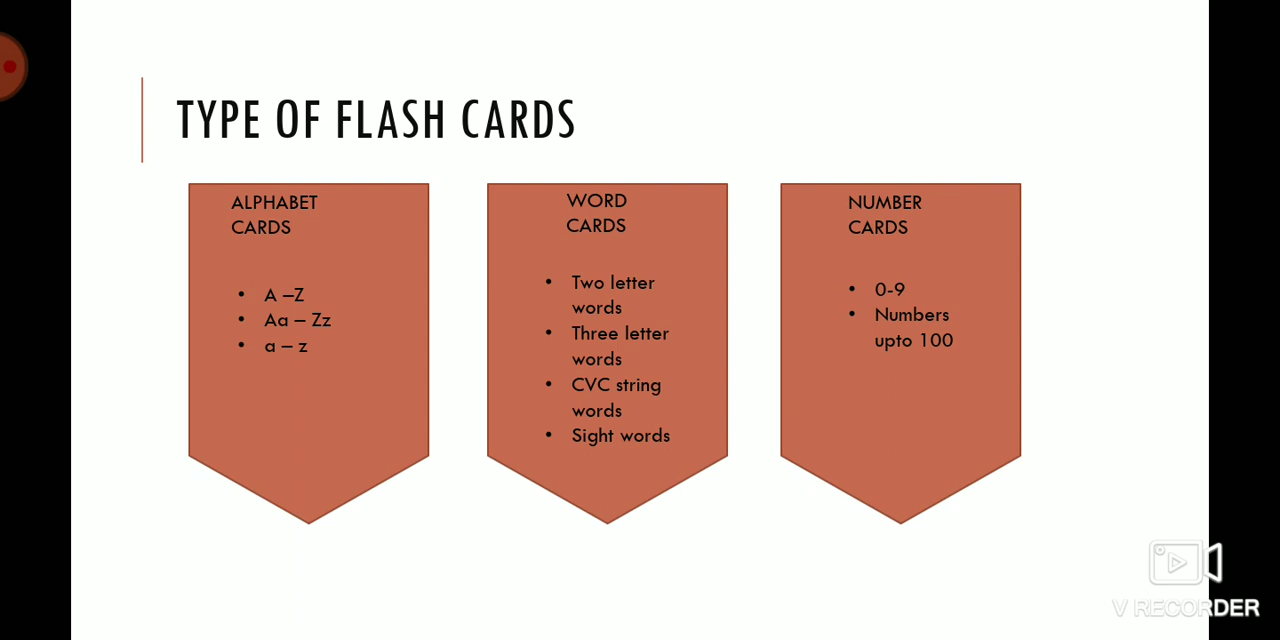 TYPE OF FLASH CARDS
ALPHABET
CARDS
• A –Z
• Aa – Zz
• a – z
WORD
CARDS
• Two letter
words
• Three letter
words
• CVC string
words
• Sight words
NUMBER
CARDS
• 0-9
• Numbers
upto 100
V RECORDER